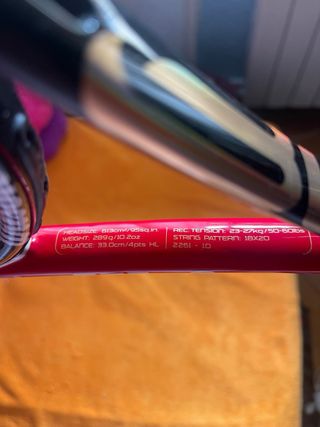 HEADSIZE: 613cm²/95sq.in.
WEIGHT: 289g/10.2oz
BALANCE: 33.0cm/4pts HL
REC. TENSION: 23-27kg/50-60lbs
STRING PATTERN: 18X20
2261 - 10